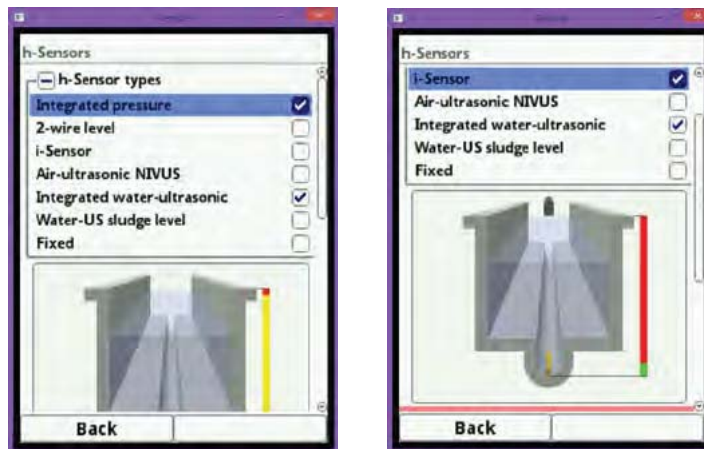 h-Sensors
h-Sensor types
Integrated pressure
2-wire level
i-Sensor
Air-ultrasonic NIVUS
Integrated water-ultrasonic
Water-US sludge level
Fixed
Back
h-Sensors
i-Sensor
Air-ultrasonic NIVUS
Integrated water-ultrasonic
Water-US sludge level
Fixed
Back